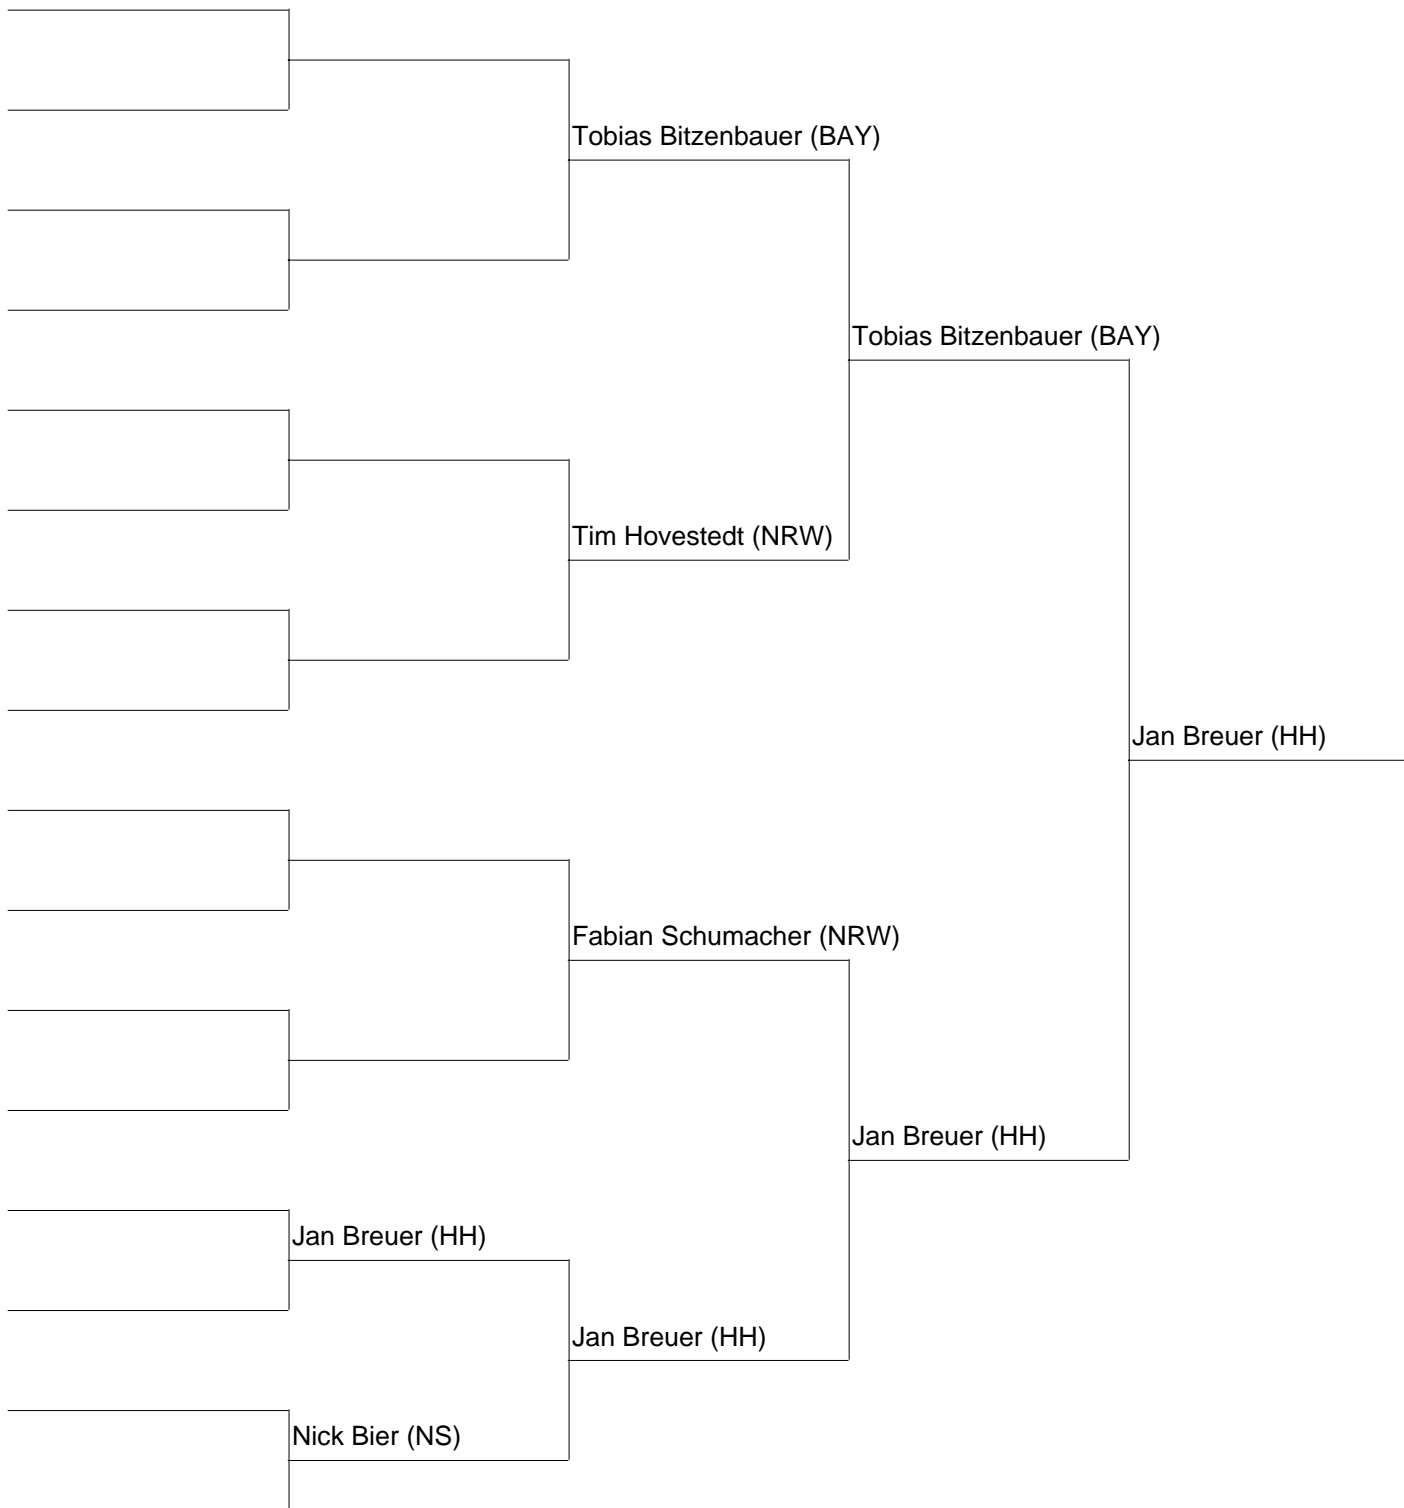 Tobias Bitzenbauer (BAY)
Tobias Bitzenbauer (BAY)
Tim Hovestedt (NRW)
Jan Breuer (HH)
Fabian Schumacher (NRW)
Jan Breuer (HH)
Jan Breuer (HH)
Jan Breuer (HH)
Nick Bier (NS)